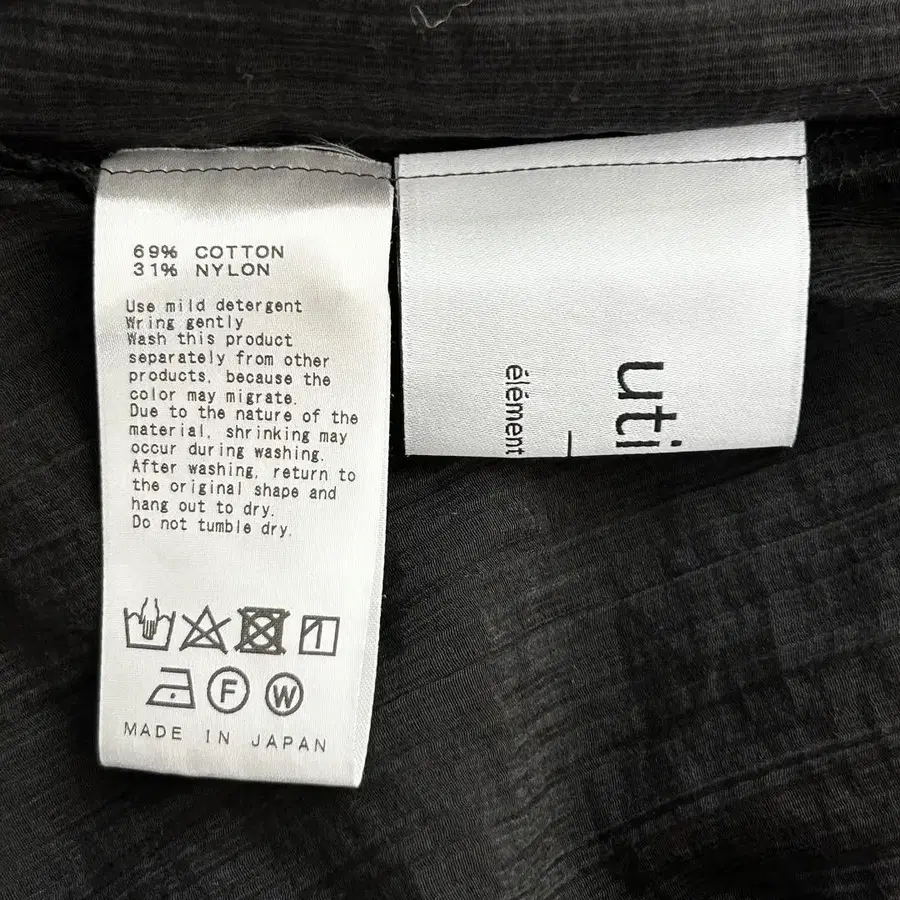 69% COTTON
31% NYLON
Use mild detergent
Wring gently
Wash this product
separately from other
products, because the
color may migrate.
Due to the nature of the
material, shrinking may
occur during washing.
After washing, return to
the original shape and
hang out to dry.
Do not tumble dry.
F
W
MADE IN JAPAN
uti
élément